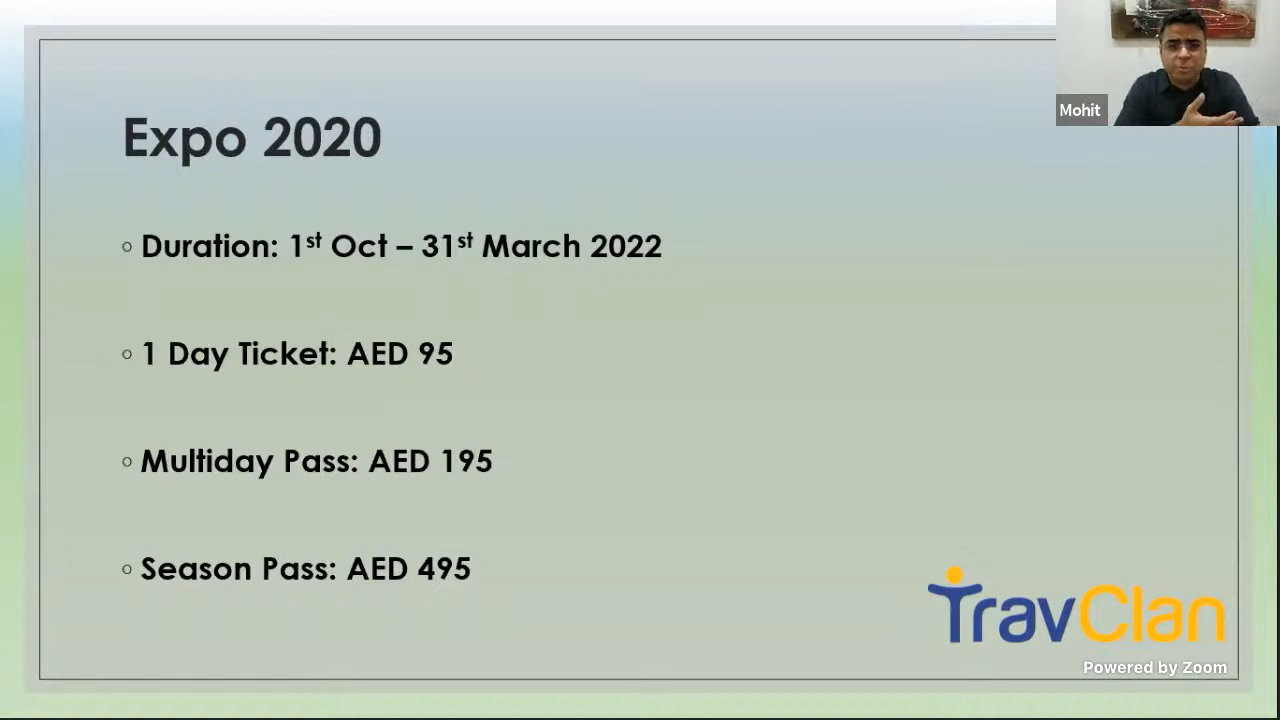 Mohit
Expo 2020
◦ Duration: 1st Oct – 31st March 2022
◦ 1 Day Ticket: AED 95
◦ Multiday Pass: AED 195
◦ Season Pass: AED 495
TravClan
Powered by Zoom